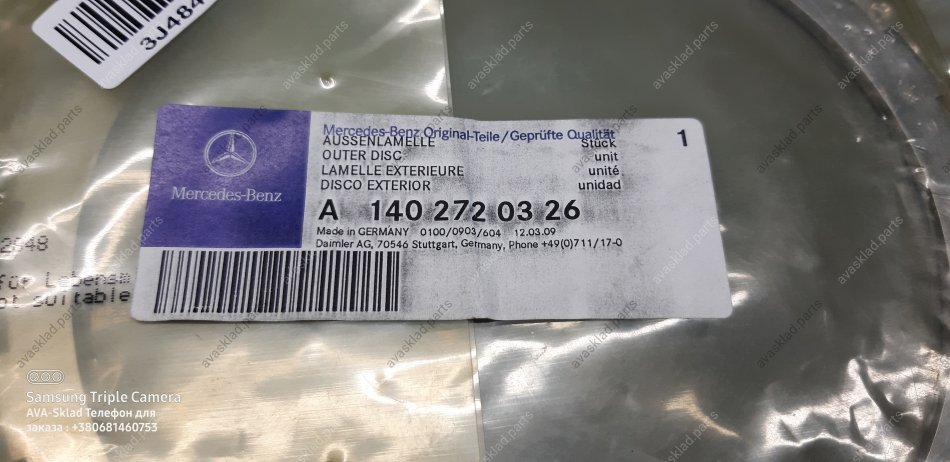 3J484
Mercedes-Benz
Mercedes-Benz Original-Teile/Geprüfte Qualität
1
AUSSENLAMELLE Stück
OUTER DISC unit
LAMELLE EXTERIEURE unité
DISCO EXTERIOR unidad
A 140 272 03 26
Made in GERMANY 0100/0903/604 12.03.09
Daimler AG, 70546 Stuttgart, Germany, Phone +49(0)711/17-0
für Lebensm
ot suitable
Samsung Triple Camera
AVA-Sklad Телефон для
заказа : +380681460753
avasklad.parts